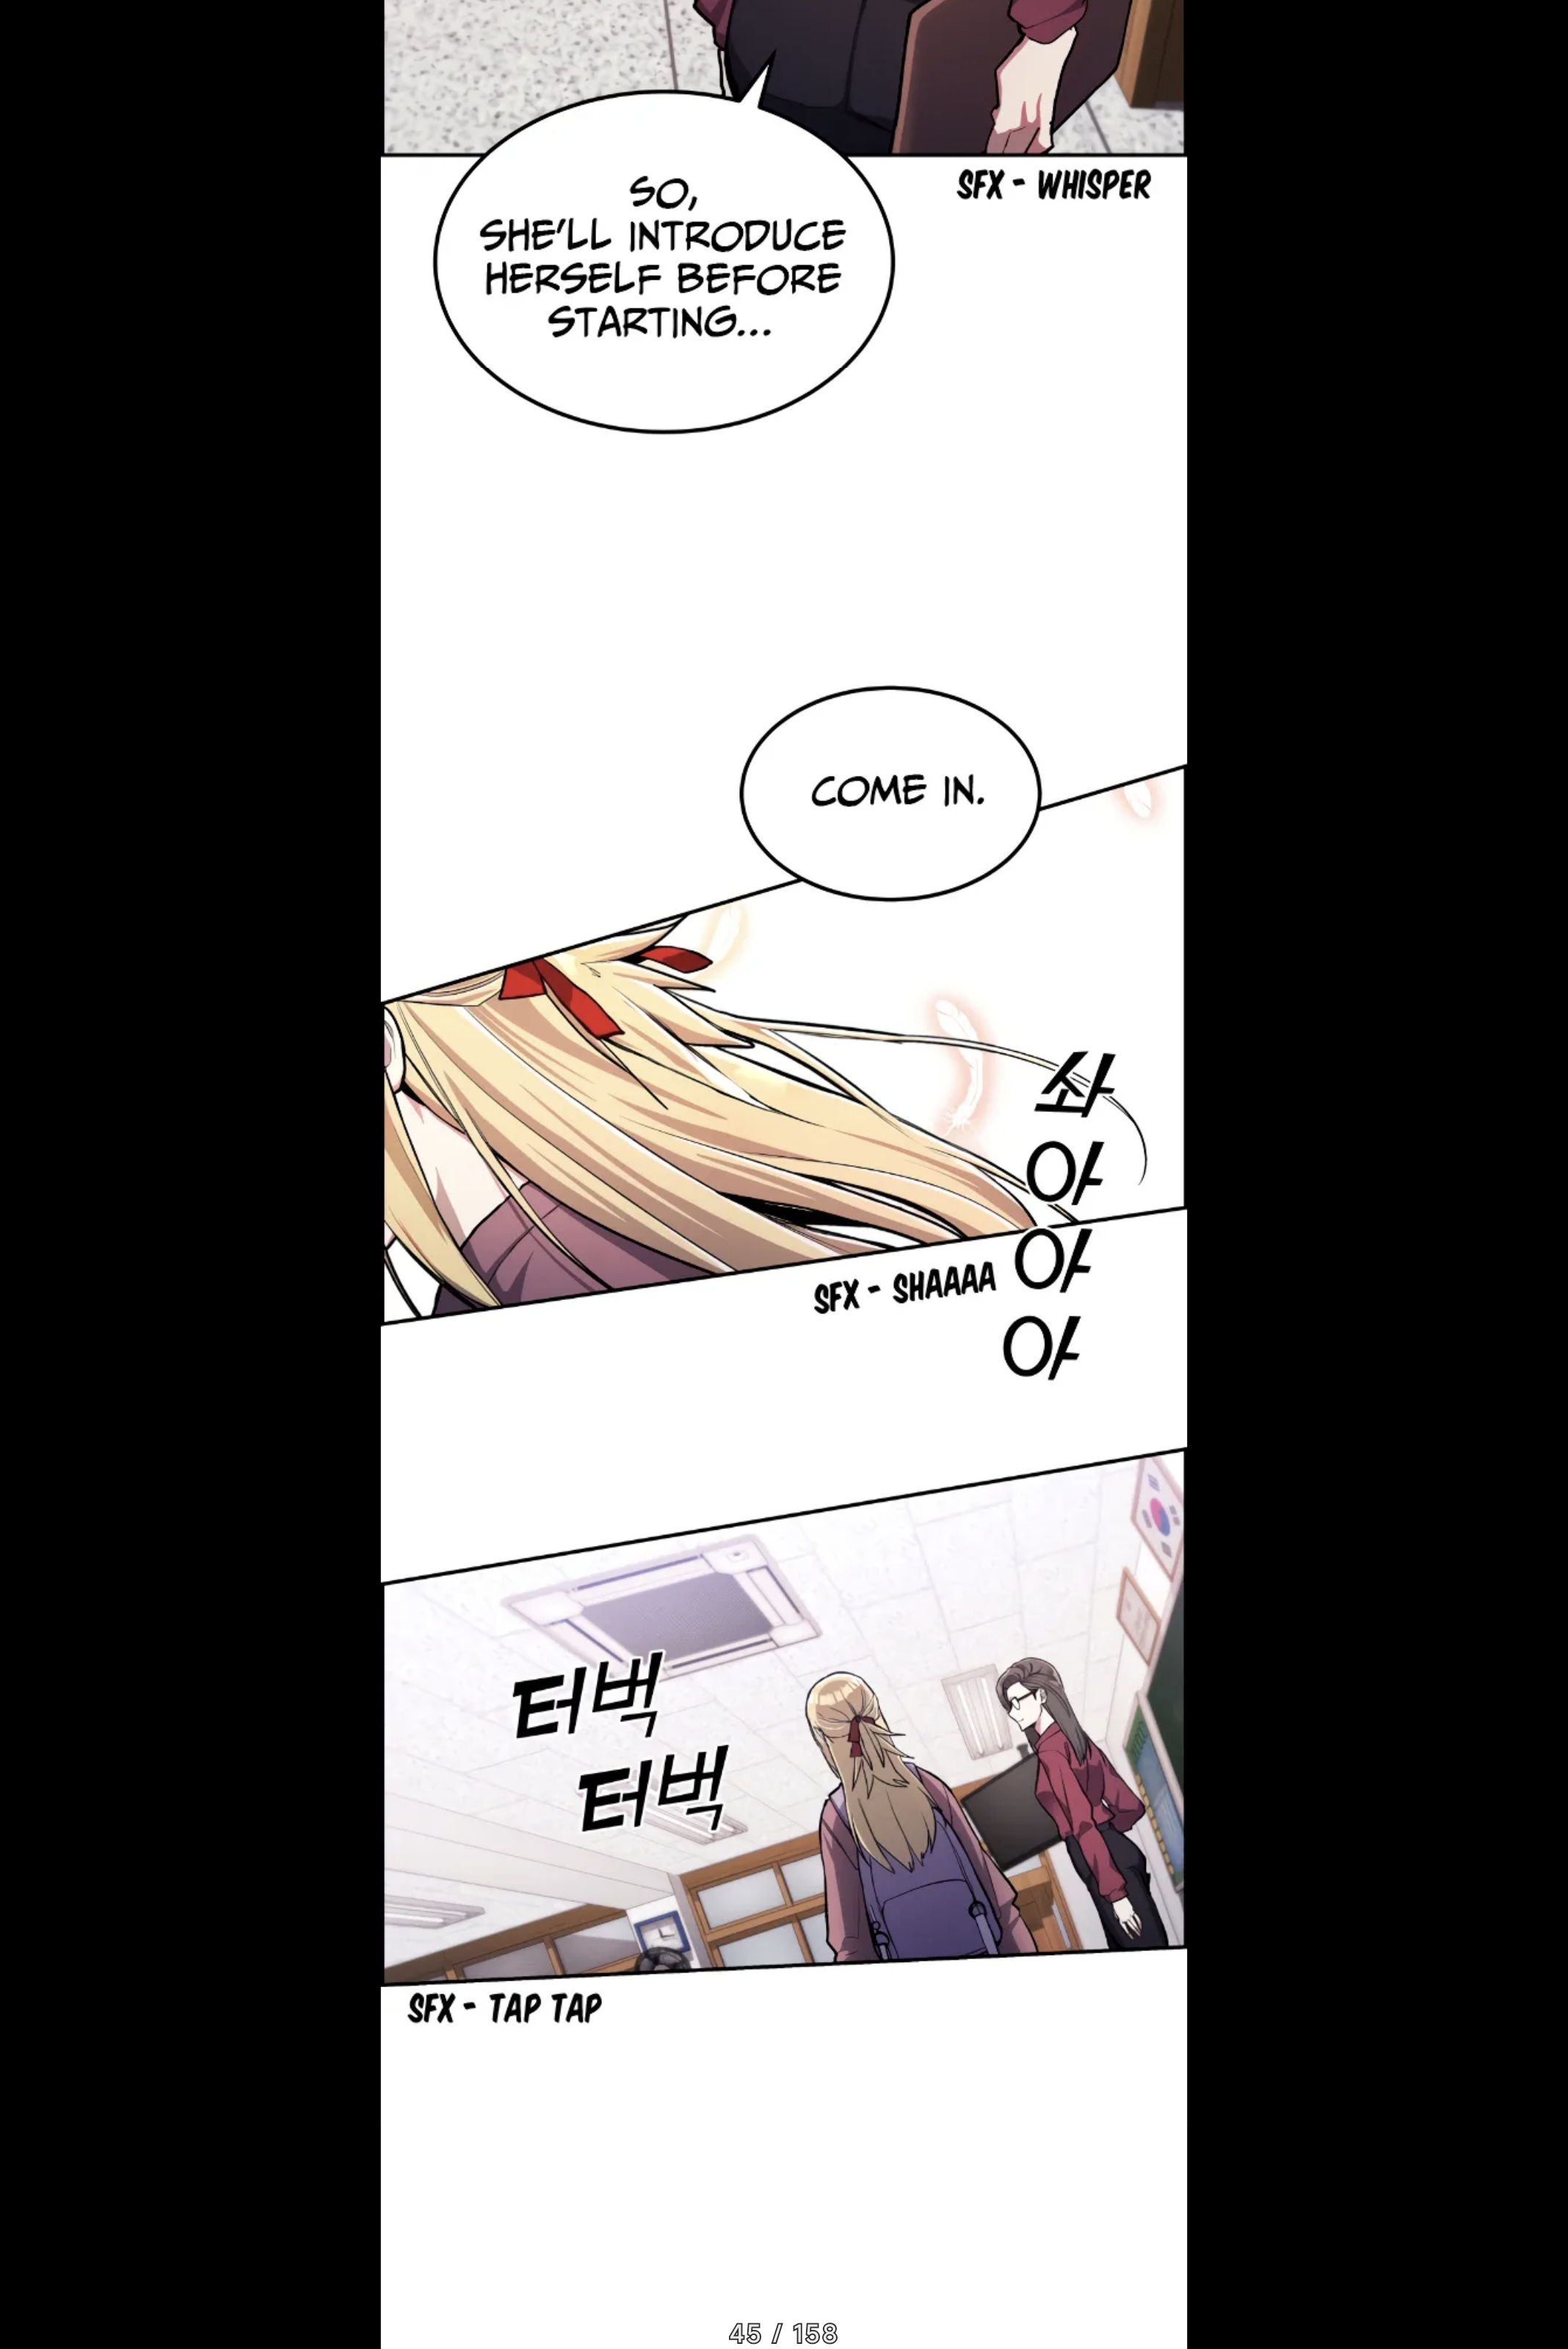 SFX - WHISPER
SO,
SHE'LL INTRODUCE
HERSELF BEFORE
STARTING...
COME IN.
솨
아
아
아
SFX - SHAAAA
터벅
터벅
SFX - TAP TAP
45 / 158